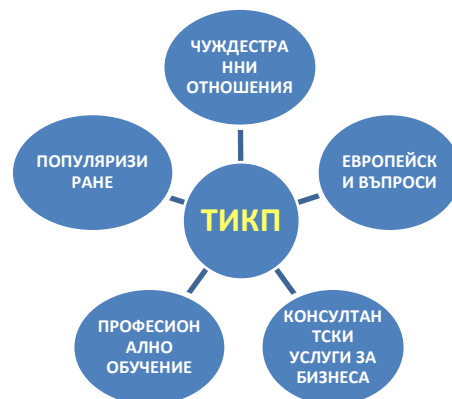 ЧУЖДЕСТРА
ННИ
ОТНОШЕНИЯ
ПОПУЛЯРИЗИ
РАНЕ
ЕВРОПЕЙСК
И ВЪПРОСИ
ТИКП
ПРОФЕСИОН
АЛНО
ОБУЧЕНИЕ
КОНСУЛТАН
ТСКИ
УСЛУГИ ЗА
БИЗНЕСА